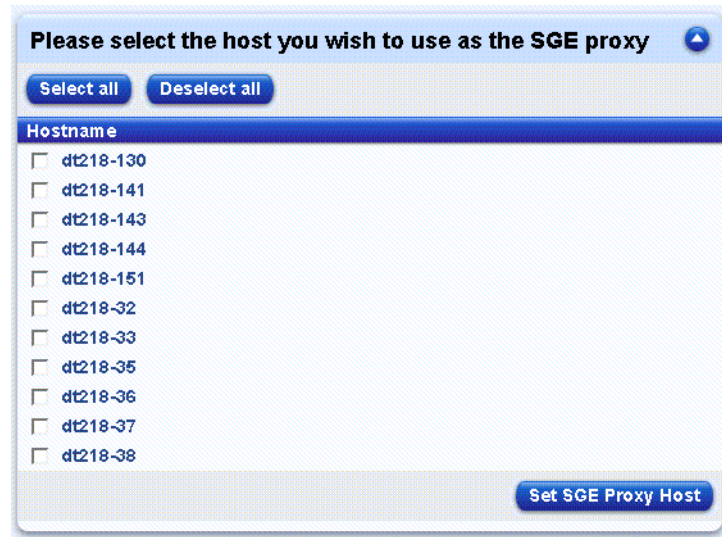 Please select the host you wish to use as the SGE proxy
Select all Deselect all
Hostname
dt218-130
dt218-141
dt218-143
dt218-144
dt218-151
dt218-32
dt218-33
dt218-35
dt218-36
dt218-37
dt218-38
Set SGE Proxy Host